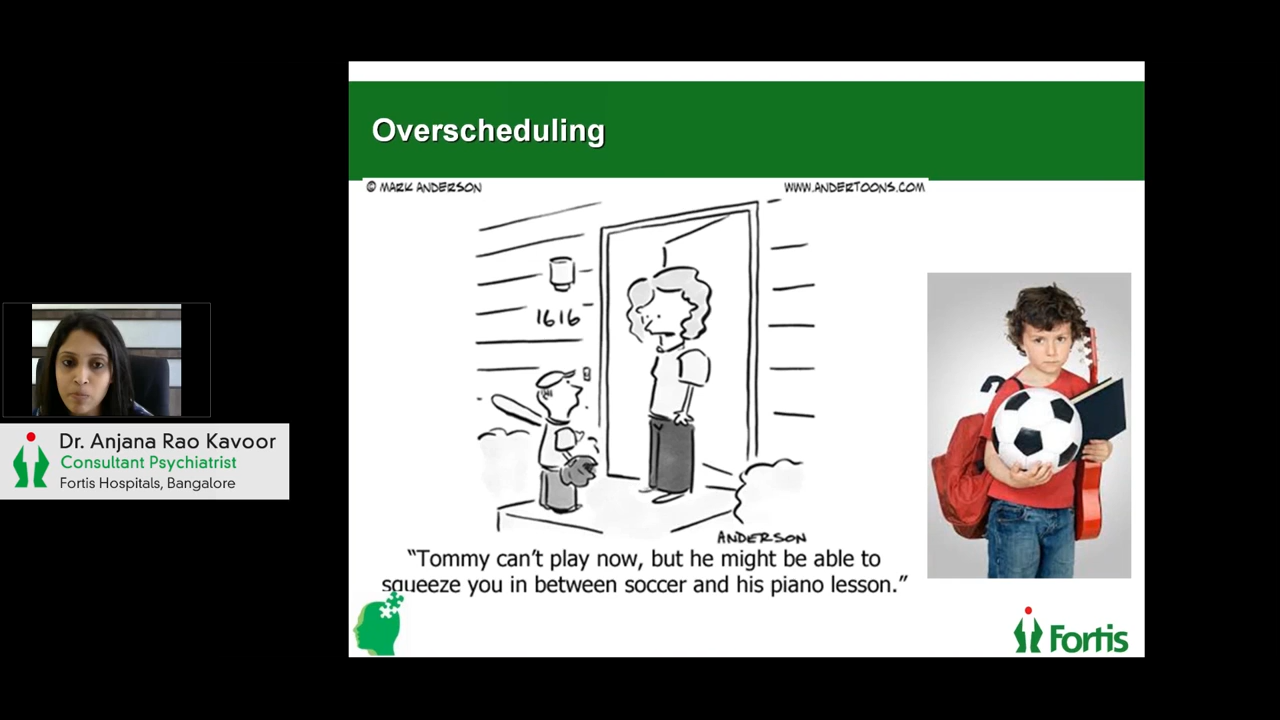 Overscheduling
© MARK ANDERSON
WWW.ANDERTOONS.COM
1616
ANDERSON
“Tommy can’t play now, but he might be able to
squeeze you in between soccer and his piano lesson.”
Fortis
Dr. Anjana Rao Kavoor
Consultant Psychiatrist
Fortis Hospitals, Bangalore